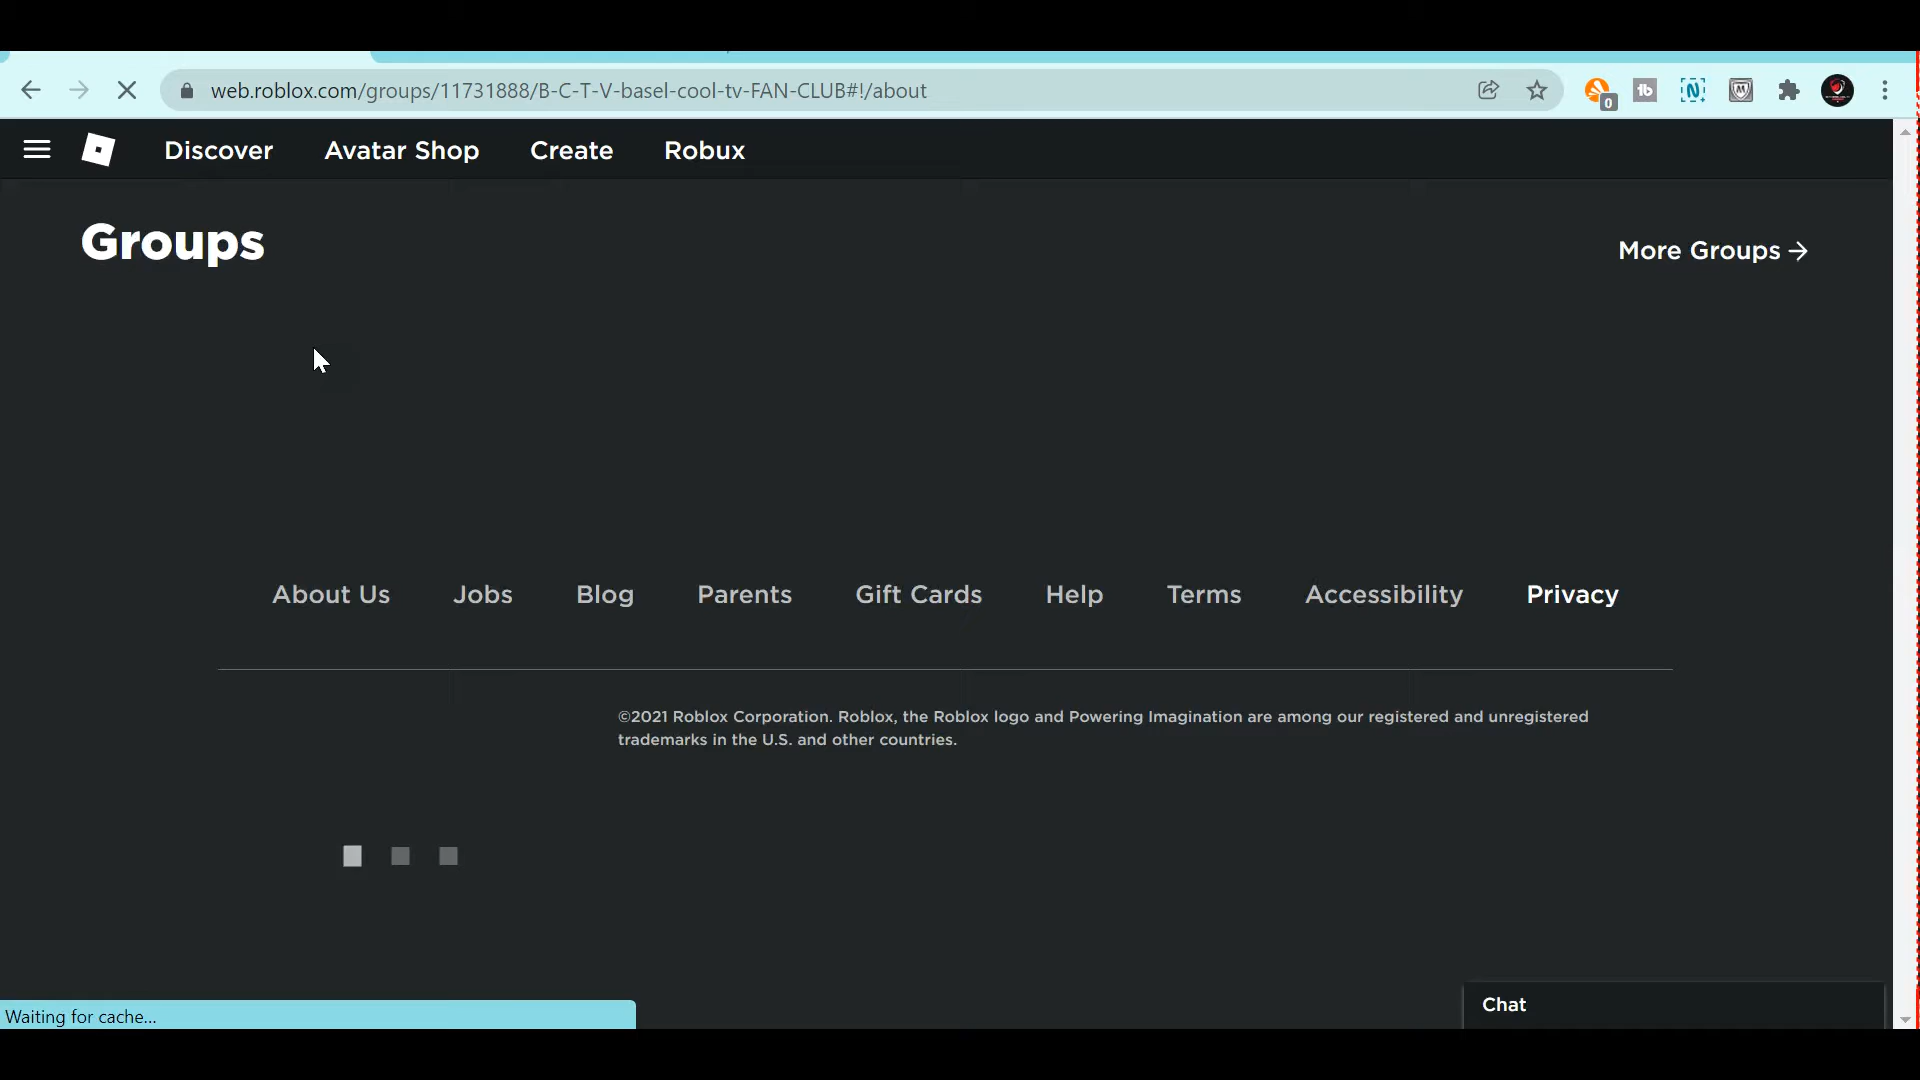 web.roblox.com/groups/11731888/B-C-T-V-basel-cool-tv-FAN-CLUB#!/about
0
tb
N
M
Discover
Avatar Shop
Create
Robux
Groups
More Groups
About Us
Jobs
Blog
Parents
Gift Cards
Help
Terms
Accessibility
Privacy
©2021 Roblox Corporation. Roblox, the Roblox logo and Powering Imagination are among our registered and unregistered
trademarks in the U.S. and other countries.
Waiting for cache...
Chat